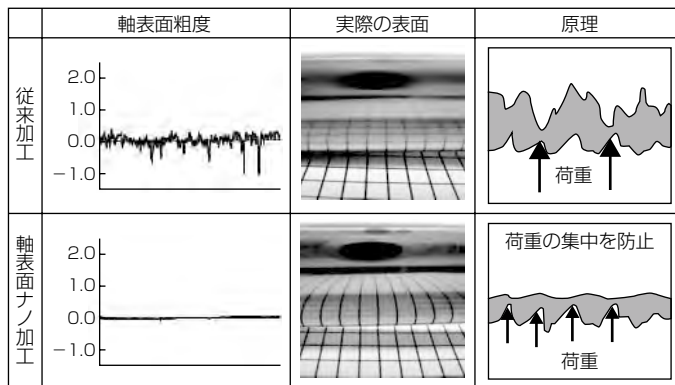 軸表面粗度
実際の表面
原理
従来加工
2.0
1.0
0.0
−1.0
荷重
軸表面ナノ加工
2.0
1.0
0.0
−1.0
荷重の集中を防止
荷重